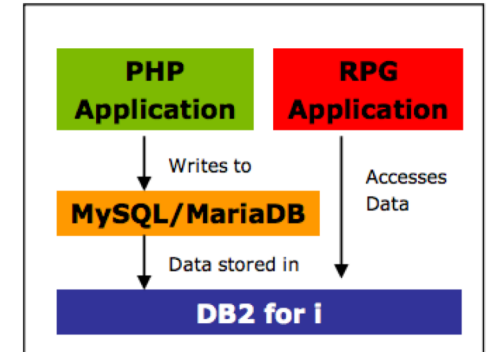 PHP
Application
RPG
Application
Writes to
Accesses
Data
MySQL/MariaDB
Data stored in
DB2 for i